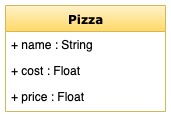 Pizza
+ name : String
+ cost : Float
+ price : Float